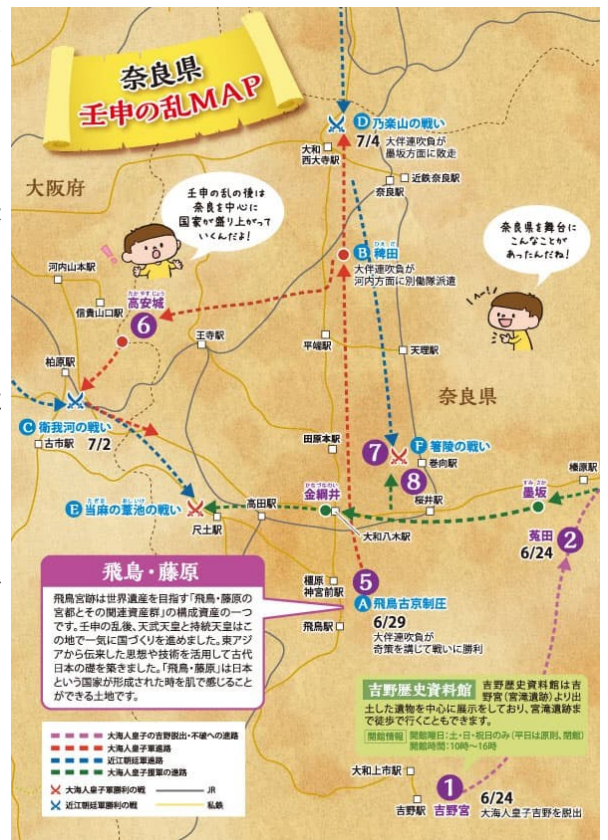 奈良県
壬申の乱MAP
大阪府
壬申の乱の後は
奈良を中心に
国家が盛り上がって
いくんだよ!
奈良県を舞台に
こんなことが
あったんだね!
D 乃楽山の戦い
7/4 大伴連吹負が
墨坂方面に敗走
大和
西大寺駅
近鉄奈良駅
奈良駅
B 稗田
ひえだ
大伴連吹負が
河内方面に別働隊派遣
河内山本駅
信貴山口駅
たかやすじょう
高安城
6
王寺駅
平端駅
天理駅
奈良県
柏原駅
C 衛我河の戦い
古市駅 7/2
田原本駅
7
F 箸陵の戦い
8
巻向駅
榛原駅
すみさか
墨坂
かなづなのい
金綱井
桜井駅
たぎま あしいけ
E 当麻の葦池の戦い
尺土駅
高田駅
大和八木駅
菟田
2
6/24
橿原
神宮前駅
5
A 飛鳥古京制圧
飛鳥駅
6/29
大伴連吹負が
奇策を講じて戦いに勝利
飛鳥・藤原
飛鳥宮跡は世界遺産を目指す「飛鳥・藤原の
宮都とその関連資産群」の構成資産の一つ
です。壬申の乱後、天武天皇と持統天皇はこ
の地で一気に国づくりを進めました。東アジ
アから伝来した思想や技術を活用して古代
日本の礎を築きました。「飛鳥・藤原」は日本
という国家が形成された時を肌で感じること
ができる土地です。
吉野歴史資料館 吉野歴史資料館は吉
野宮(宮滝遺跡)より出
土した遺物を中心に展示をしており、宮滝遺跡ま
で徒歩で行くこともできます。
開館情報 開館曜日:土・日・祝日のみ(平日は原則、閉館)
開館時間:10時〜16時
大海人皇子の吉野脱出・不破への進路
大海人皇子軍進路
近江朝廷軍進路
大海人皇子援軍の進路
大海人皇子軍勝利の戦
JR
近江朝廷軍勝利の戦
私鉄
大和上市駅
吉野駅
1
吉野宮
6/24
大海人皇子吉野を脱出